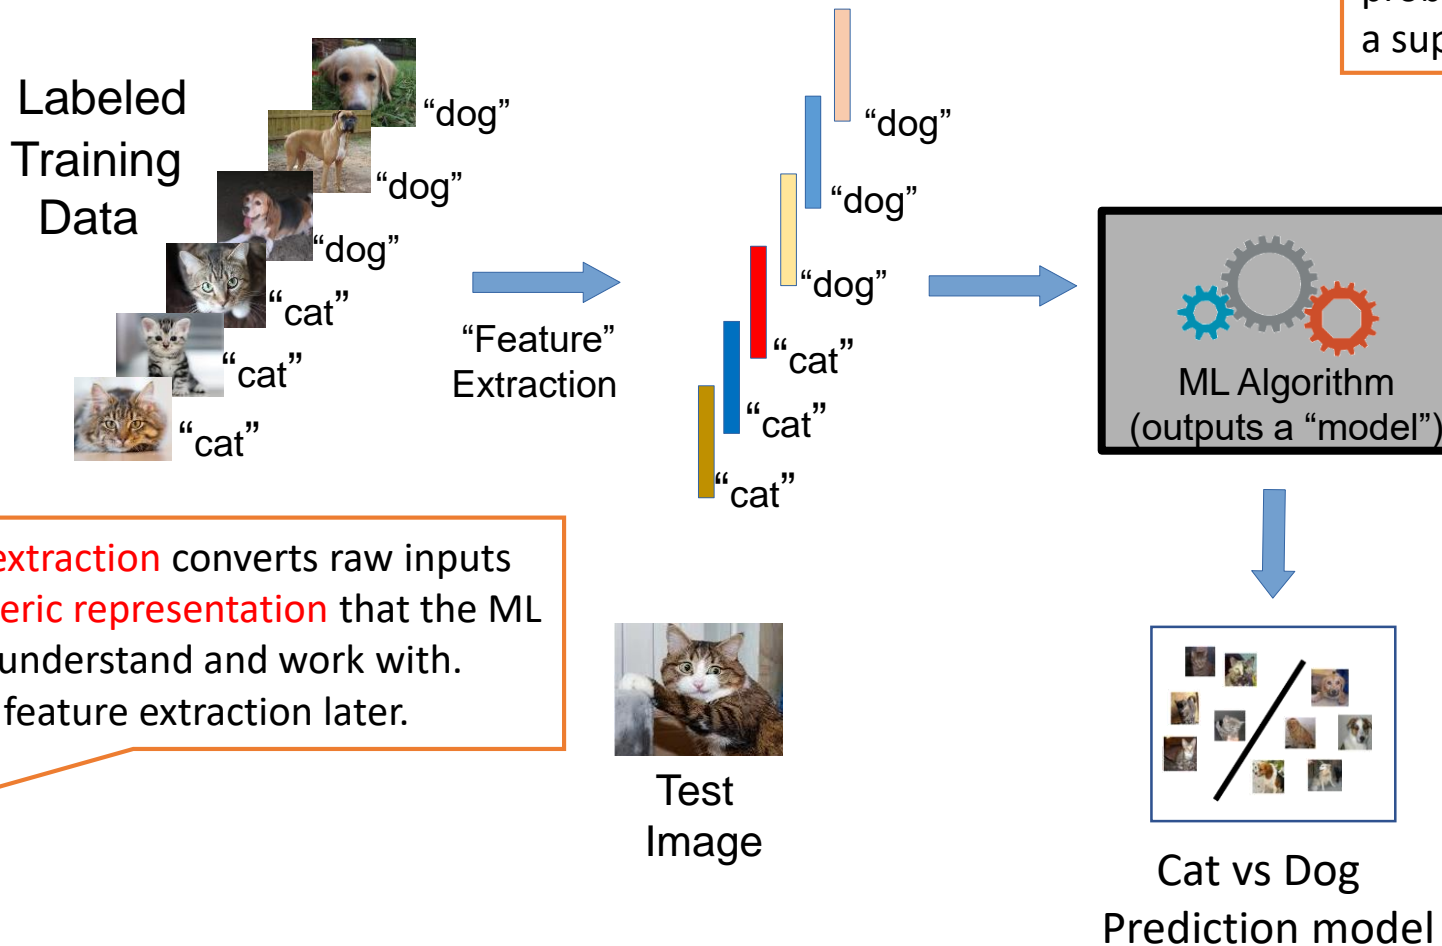 prob
a sup
Labeled
Training
Data
“dog”
“dog”
“dog”
“cat”
“cat”
“cat”
“Feature”
Extraction
“dog”
“dog”
“dog”
“cat”
“cat”
“cat”
ML Algorithm
(outputs a “model”)
extraction converts raw inputs
eric representation that the ML
understand and work with.
feature extraction later.
Test
Image
Cat vs Dog
Prediction model